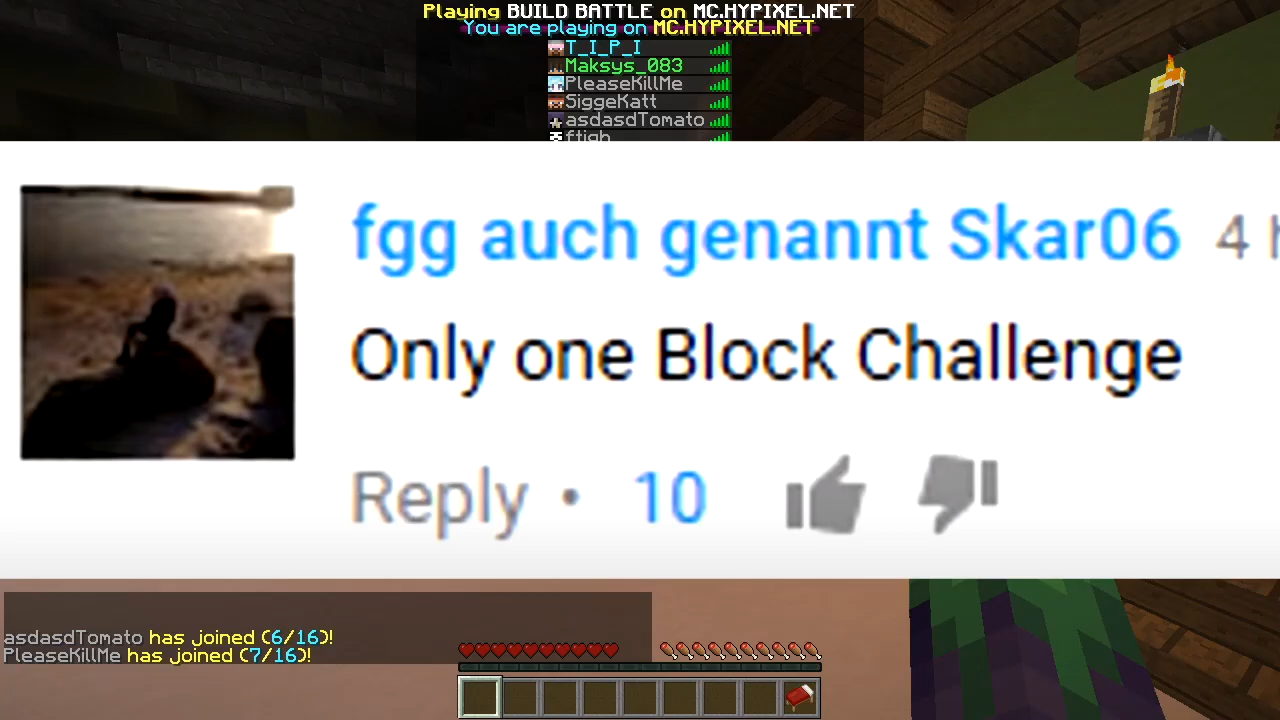 Playing BUILD BATTLE on MC.HYPIXEL.NET
You are playing on MC.HYPIXEL.NET
T_I_P_I
Maksys_083
PleaseKillMe
SiggeKatt
asdasdTomato
fgg auch genannt Skar06 4
Only one Block Challenge
Reply • 10
asdasdTomato has joined (6/16)!
PleaseKillMe has joined (7/16)!